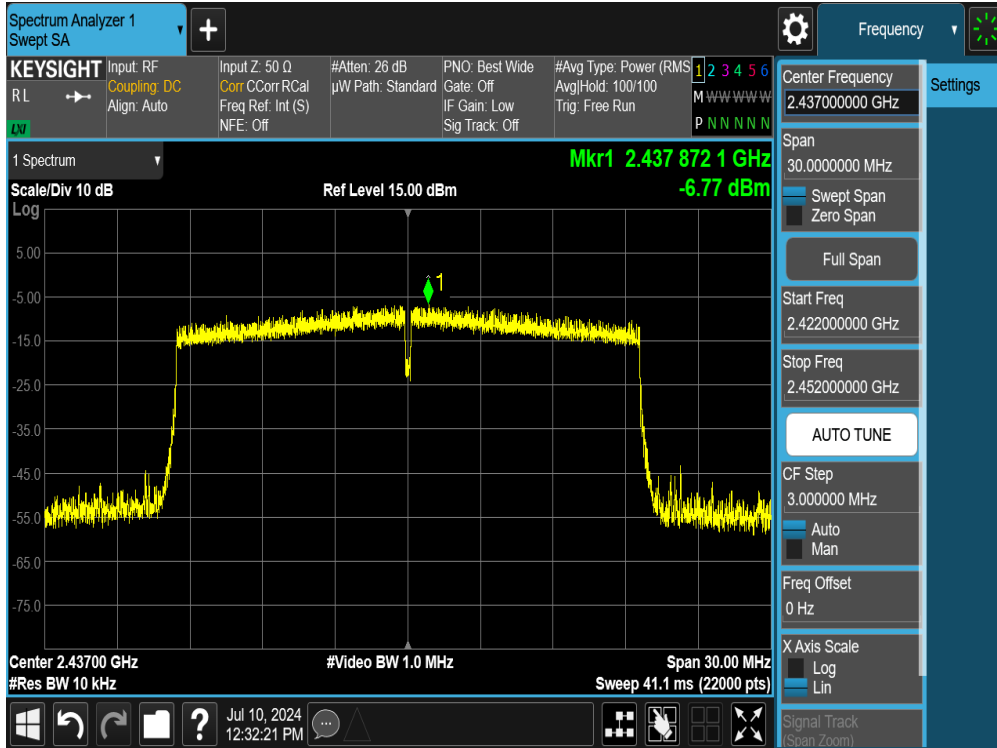 Spectrum Analyzer 1
Swept SA
+
Frequency
KEYSIGHT
R L
LXI
Input: RF
Coupling: DC
Align: Auto
Input Z: 50 Ω
Corr CCorr RCal
Freq Ref: Int (S)
NFE: Off
#Atten: 26 dB
µW Path: Standard
PNO: Best Wide
Gate: Off
IF Gain: Low
Sig Track: Off
#Avg Type: Power (RMS
Avg|Hold: 100/100
Trig: Free Run
1 2 3 4 5 6
M W W W W W
P N N N N N
1 Spectrum
Mkr1 2.437 872 1 GHz
-6.77 dBm
Scale/Div 10 dB
Ref Level 15.00 dBm
Log
5.00
-5.00
-15.0
-25.0
-35.0
-45.0
-55.0
-65.0
-75.0
1
Center 2.43700 GHz
#Video BW 1.0 MHz
Span 30.00 MHz
#Res BW 10 kHz
Sweep 41.1 ms (22000 pts)
Center Frequency
2.437000000 GHz
Settings
Span
30.0000000 MHz
Swept Span
Zero Span
Full Span
Start Freq
2.422000000 GHz
Stop Freq
2.452000000 GHz
AUTO TUNE
CF Step
3.000000 MHz
Auto
Man
Freq Offset
0 Hz
X Axis Scale
Log
Lin
Signal Track
(Span Zoom)
?
Jul 10, 2024
12:32:21 PM